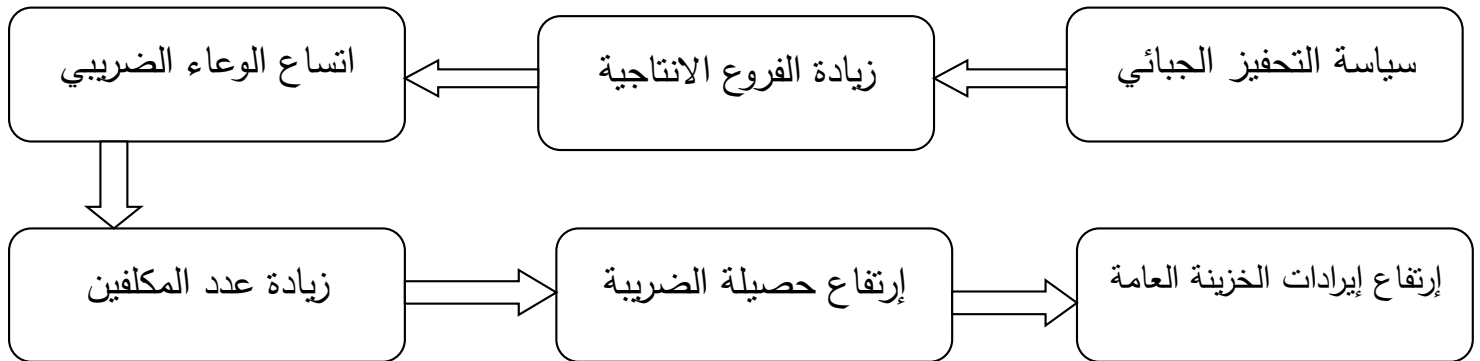 سياسة التحفيز الجبائي
زيادة الفروع الانتاجية
اتساع الوعاء الضريبي
زيادة عدد المكلفين
إرتفاع حصيلة الضريبة
إرتفاع إيرادات الخزينة العامة